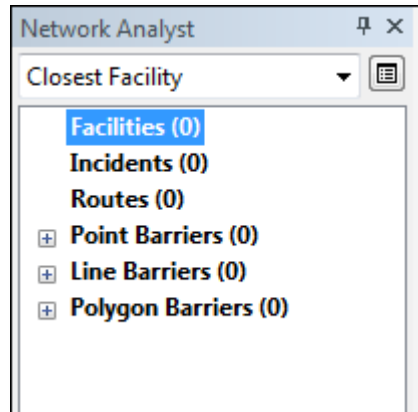 Network Analyst
Closest Facility
Facilities (0)
Incidents (0)
Routes (0)
Point Barriers (0)
Line Barriers (0)
Polygon Barriers (0)